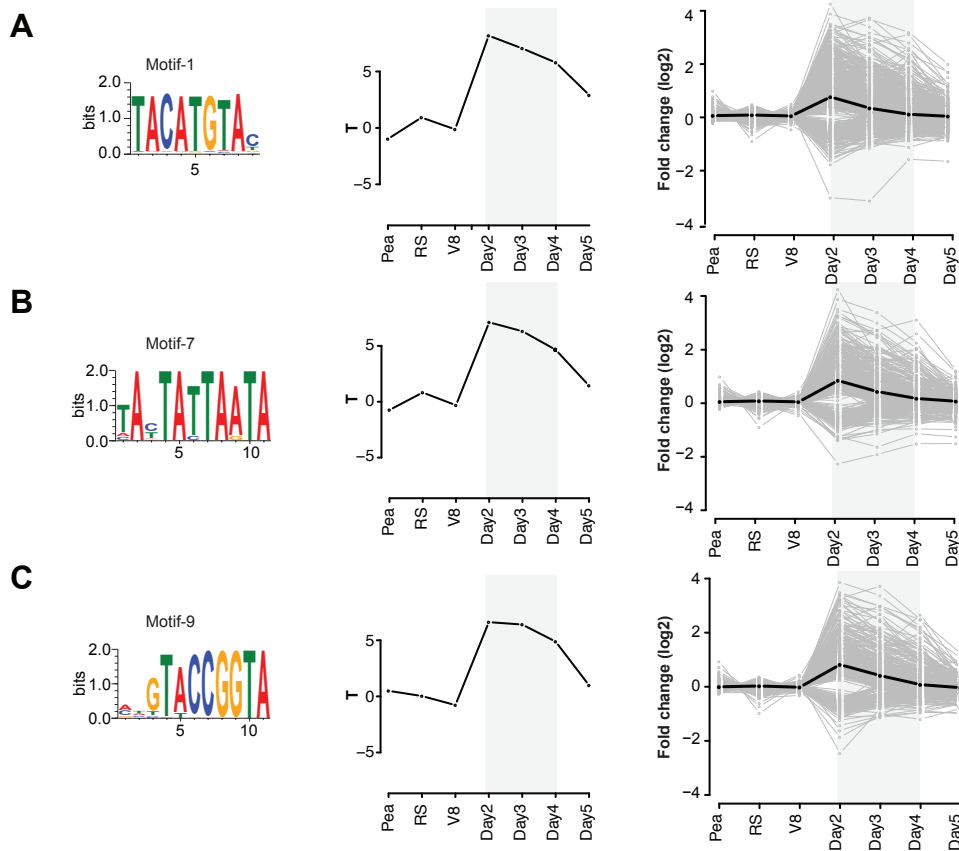 A
Motif-1
bits
2.0
1.0
0.0
TACATGTAC
5
T
5
0
−5
Pea
RS
V8
Day2
Day3
Day4
Day5
Fold change (log2)
4
2
0
−2
−4
Pea
RS
V8
Day2
Day3
Day4
Day5
B
Motif-7
bits
2.0
1.0
0.0
TACTATTTAATA
5
10
T
5
0
−5
Pea
RS
V8
Day2
Day3
Day4
Day5
Fold change (log2)
4
2
0
−2
−4
Pea
RS
V8
Day2
Day3
Day4
Day5
C
Motif-9
bits
2.0
1.0
0.0
GTACCGGTA
5
10
T
5
0
−5
Pea
RS
V8
Day2
Day3
Day4
Day5
Fold change (log2)
4
2
0
−2
−4
Pea
RS
V8
Day2
Day3
Day4
Day5